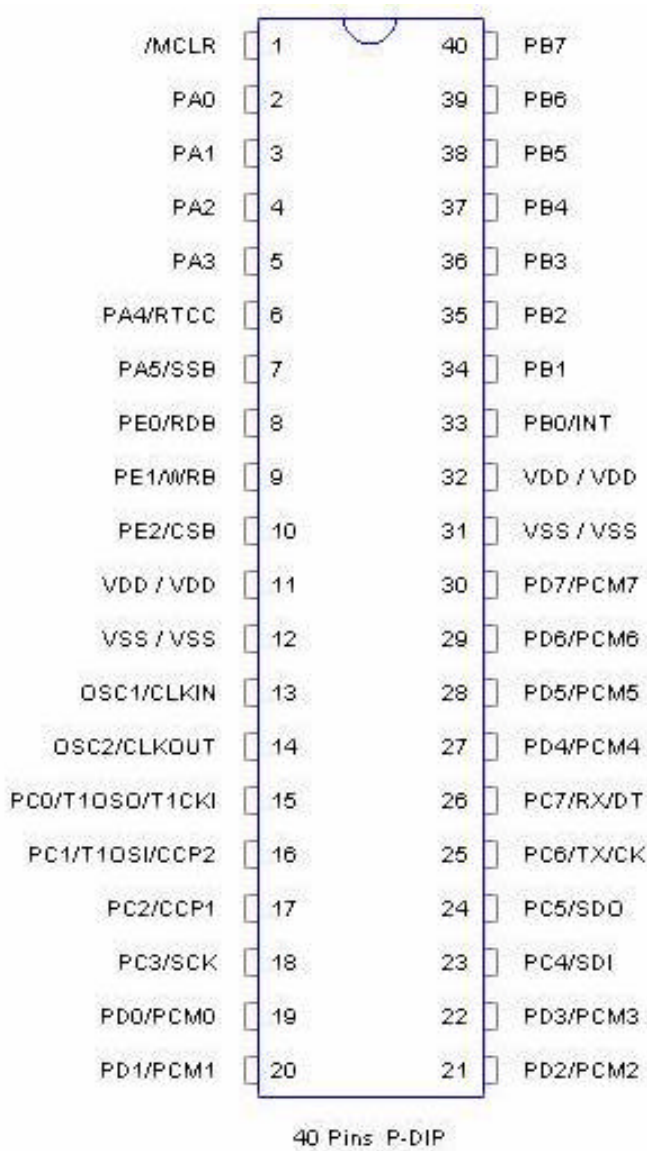 /MCLR 1 40 PB7
PA0 2 39 PB6
PA1 3 38 PB5
PA2 4 37 PB4
PA3 5 36 PB3
PA4/RTCC 6 35 PB2
PA5/SSB 7 34 PB1
PE0/RDB 8 33 PB0/INT
PE1/WRB 9 32 VDD / VDD
PE2/CSB 10 31 VSS / VSS
VDD / VDD 11 30 PD7/PCM7
VSS / VSS 12 29 PD6/PCM6
OSC1/CLKIN 13 28 PD5/PCM5
OSC2/CLKOUT 14 27 PD4/PCM4
PC0/T1OSO/T1CKI 15 26 PC7/RX/DT
PC1/T1OSI/CCP2 16 25 PC6/TX/CK
PC2/CCP1 17 24 PC5/SDO
PC3/SCK 18 23 PC4/SDI
PD0/PCM0 19 22 PD3/PCM3
PD1/PCM1 20 21 PD2/PCM2
40 Pins P-DIP